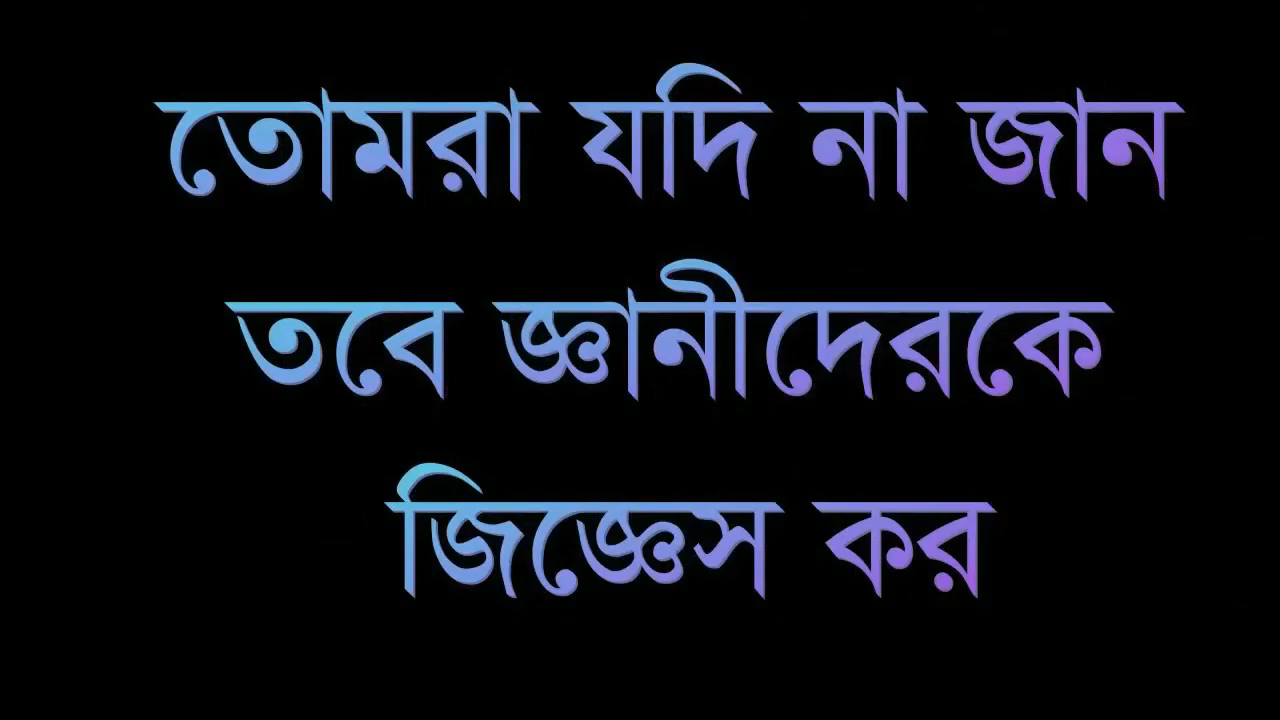 তোমরা যদি না জান
তবে জ্ঞানীদেরকে
জিজ্ঞেস কর